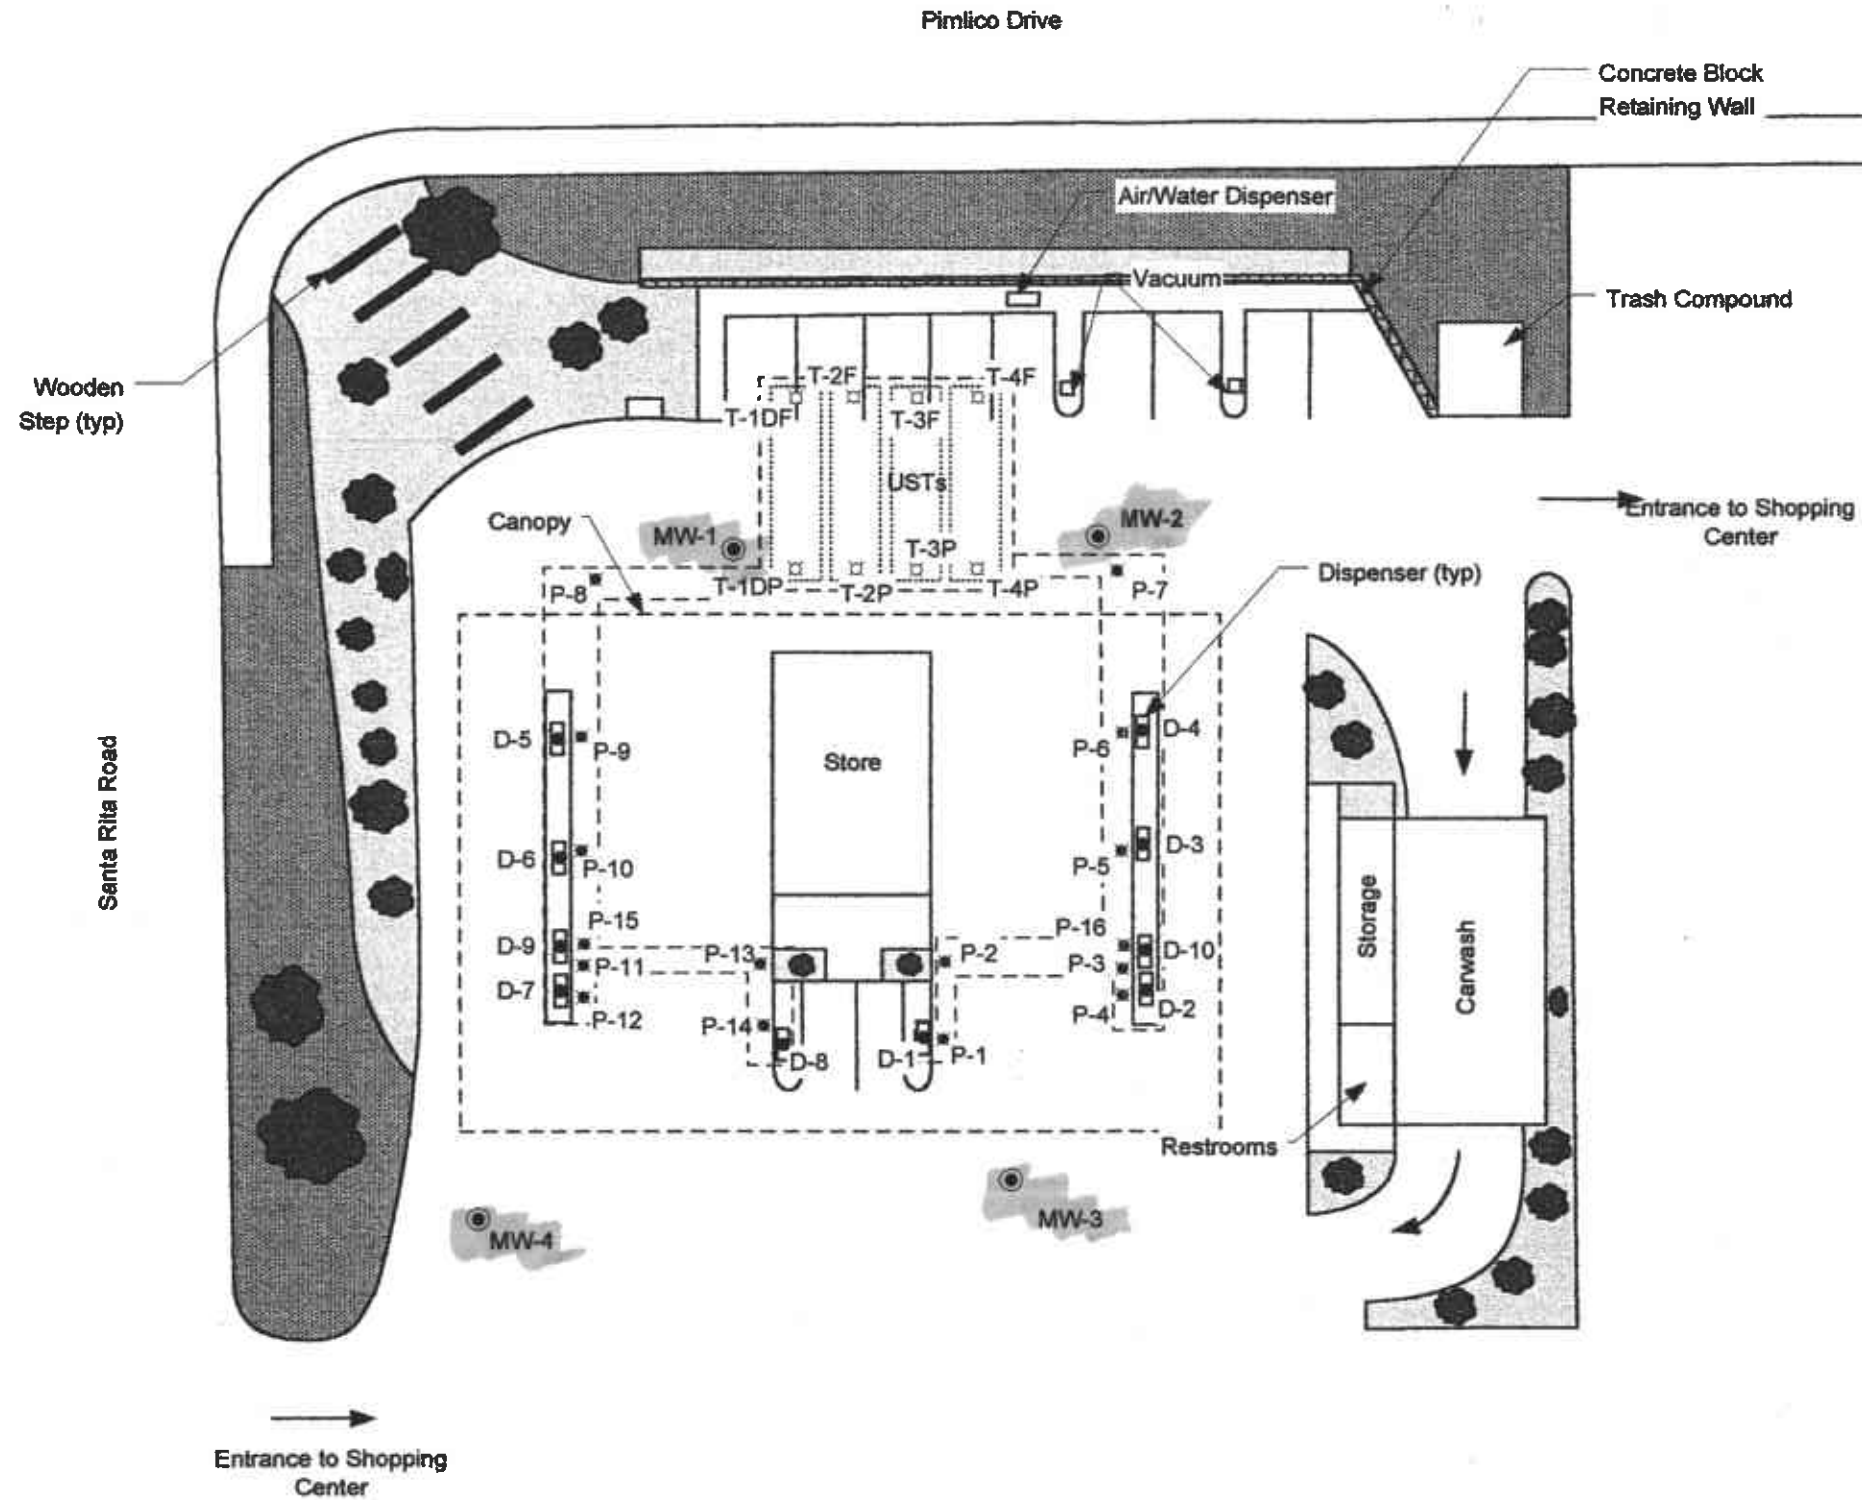 Pimlico Drive
Concrete Block
Retaining Wall
Air/Water Dispenser
Vacuum
Trash Compound
Wooden
Step (typ)
T-2F
T-4F
T-1DF
T-3F
USTs
Canopy
MW-1
MW-2
Entrance to Shopping
Center
T-3P
P-8
T-1DP
T-2P
T-4P
P-7
Dispenser (typ)
D-5
P-9
Store
P-6
D-4
Santa Rita Road
D-6
P-10
P-5
D-3
P-15
P-16
D-9
P-11
P-13
P-2
P-3
D-10
D-7
P-12
P-4
D-2
P-14
D-8
D-1
P-1
Storage
Carwash
Restrooms
MW-4
MW-3
Entrance to Shopping
Center